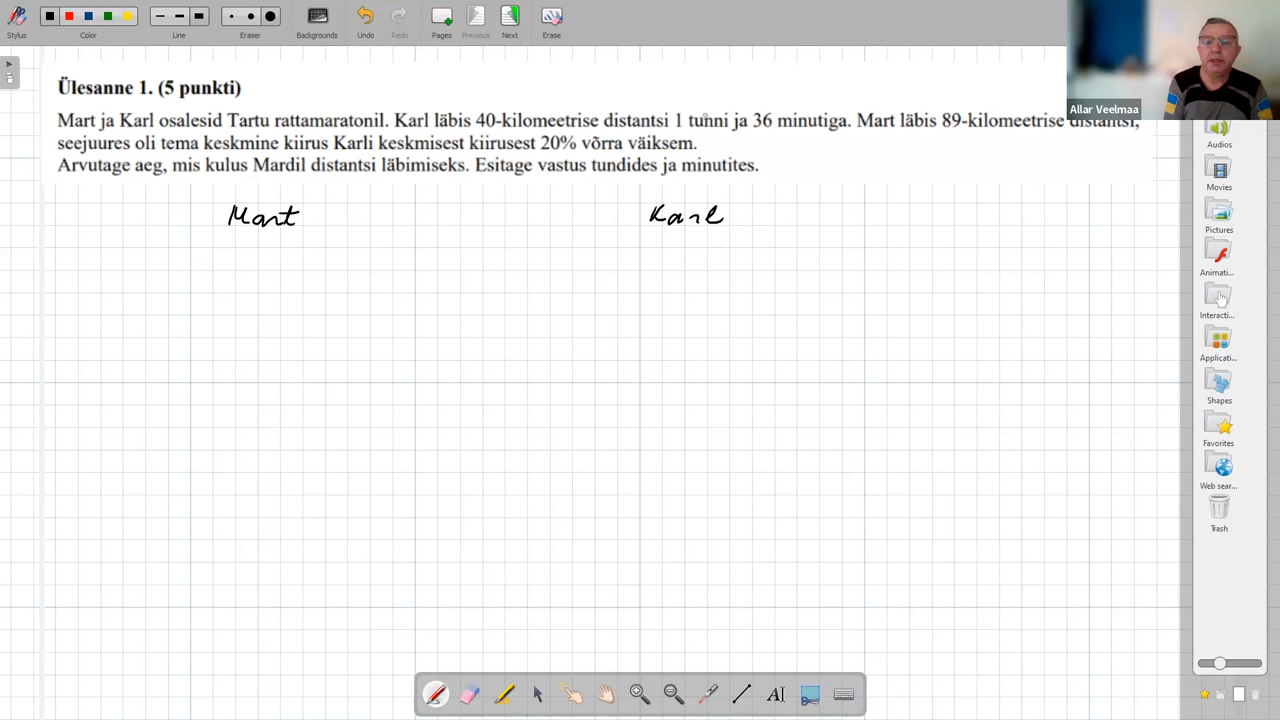 Stylus
Color
Line
Eraser
Backgrounds
Undo
Redo
Pages
Previous
Next
Erase
Allar Veelmaa
Ülesanne 1. (5 punkti)
Mart ja Karl osalesid Tartu rattamaratonil. Karl läbis 40-kilomeetrise distantsi 1 tunni ja 36 minutiga. Mart läbis 89-kilomeetrise distantsi,
seejuures oli tema keskmine kiirus Karli keskmisest kiirusest 20% võrra väiksem.
Arvutage aeg, mis kulus Mardil distantsi läbimiseks. Esitage vastus tundides ja minutites.
Mart Karl
Audios
Movies
Pictures
Animati...
Interacti...
Applicati...
Shapes
Favorites
Web sear...
Trash